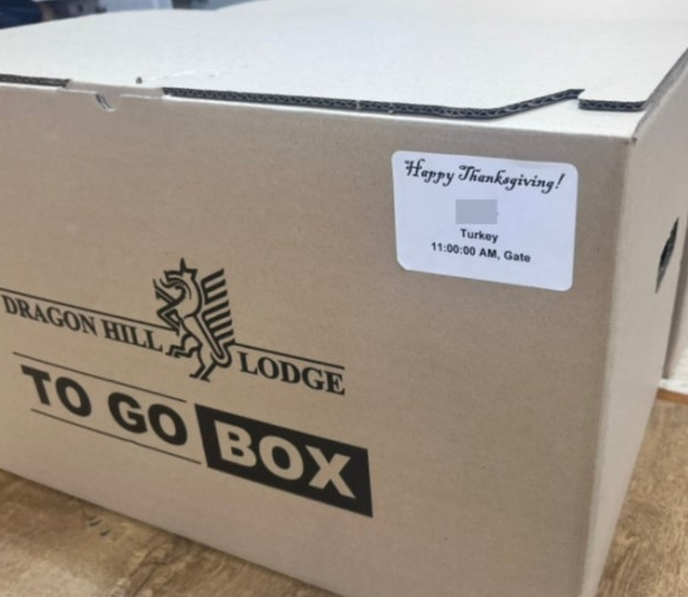 Happy Thanksgiving!
Turkey
11:00:00 AM, Gate
DRAGON HILL LODGE
TO GO BOX